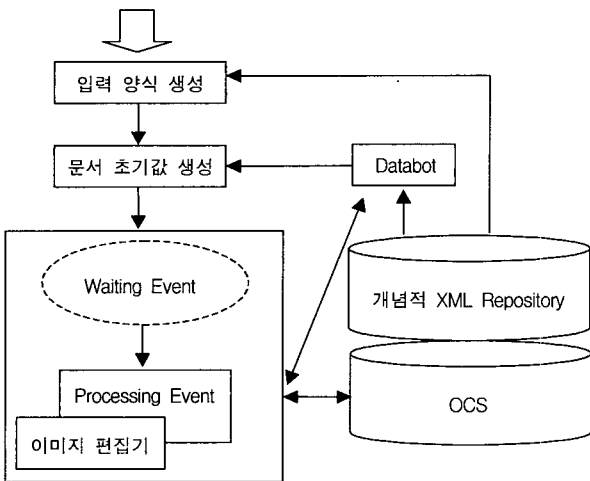 입력 양식 생성
문서 초기값 생성
Databot
Waiting Event
개념적 XML Repository
Processing Event
OCS
이미지 편집기